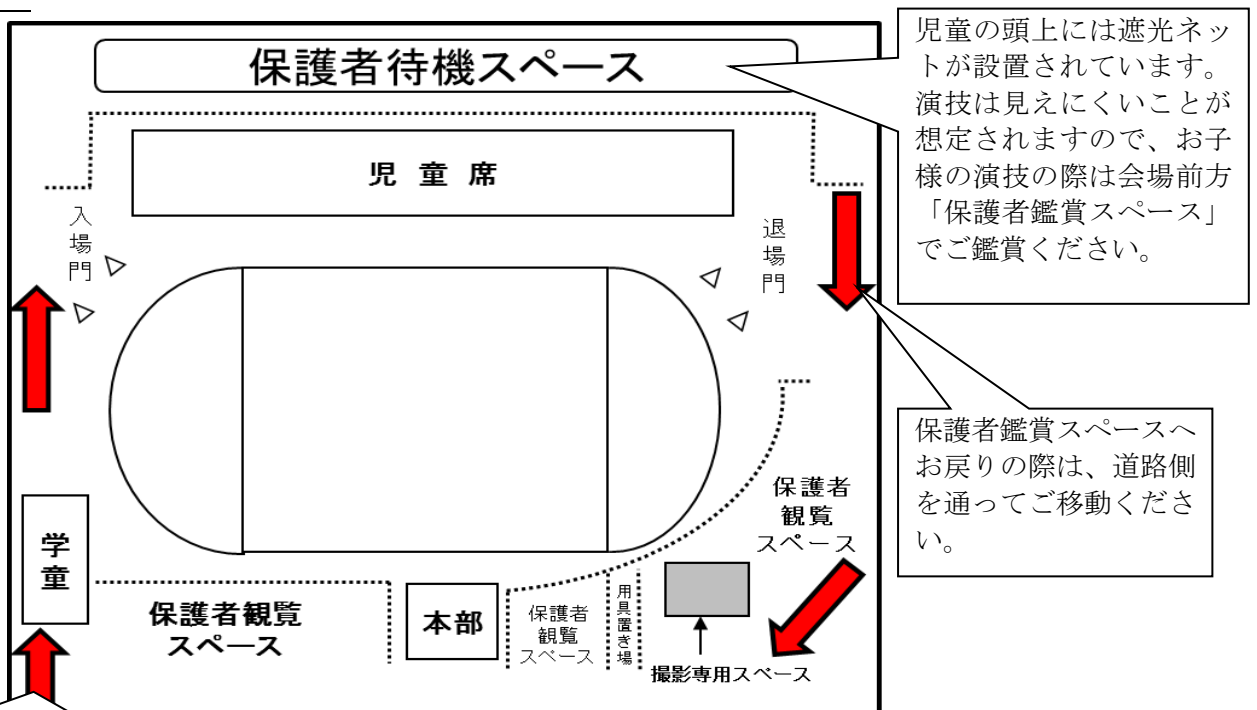 保護者待機スペース
児童の頭上には遮光ネッ
トが設置されています。
演技は見えにくいことが
想定されますので、お子
様の演技の際は会場前方
「保護者鑑賞スペース」
でご鑑賞ください。
児 童 席
入
場
門
退
場
門
保護者鑑賞スペースへ
お戻りの際は、道路側
を通ってご移動くださ
い。
保護者
観覧
スペース
学
童
保護者観覧
スペース
本部
保護者
観覧
スペース
用
具
置
き
場
撮影専用スペース